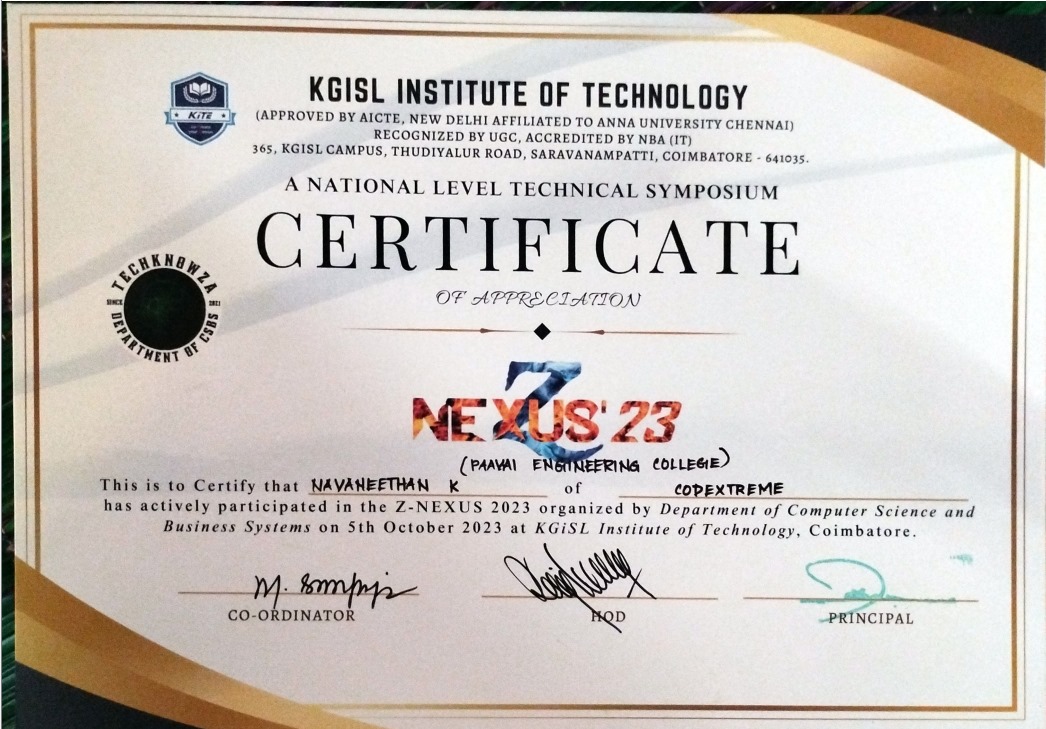 KGISL INSTITUTE OF TECHNOLOGY
(APPROVED BY AICTE, NEW DELHI AFFILIATED TO ANNA UNIVERSITY CHENNAI)
RECOGNIZED BY UGC, ACCREDITED BY NBA (IT)
365, KGISL CAMPUS, THUDIYALUR ROAD, SARAVANAMPATTI, COIMBATORE - 641035.
KiTE
A NATIONAL LEVEL TECHNICAL SYMPOSIUM
CERTIFICATE
OF APPRECIATION
TECHKNOWZA
SINCE 2021
DEPARTMENT OF CSBS
Z
NEXUS'23
(PAAVAI ENGINEERING COLLEGE)
This is to Certify that NAVANEETHAN K of CODEXTREME
has actively participated in the Z-NEXUS 2023 organized by Department of Computer Science and
Business Systems on 5th October 2023 at KGiSL Institute of Technology, Coimbatore.
CO-ORDINATOR HOD PRINCIPAL